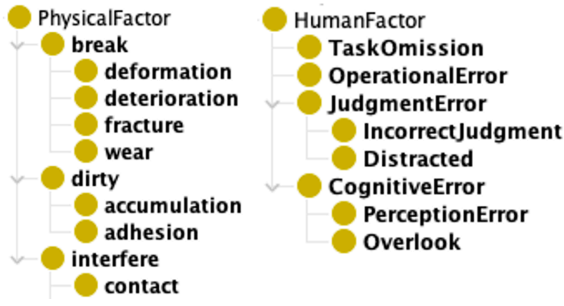 PhysicalFactor
break
deformation
deterioration
fracture
wear
dirty
accumulation
adhesion
interfere
contact
HumanFactor
TaskOmission
OperationalError
JudgmentError
IncorrectJudgment
Distracted
CognitiveError
PerceptionError
Overlook